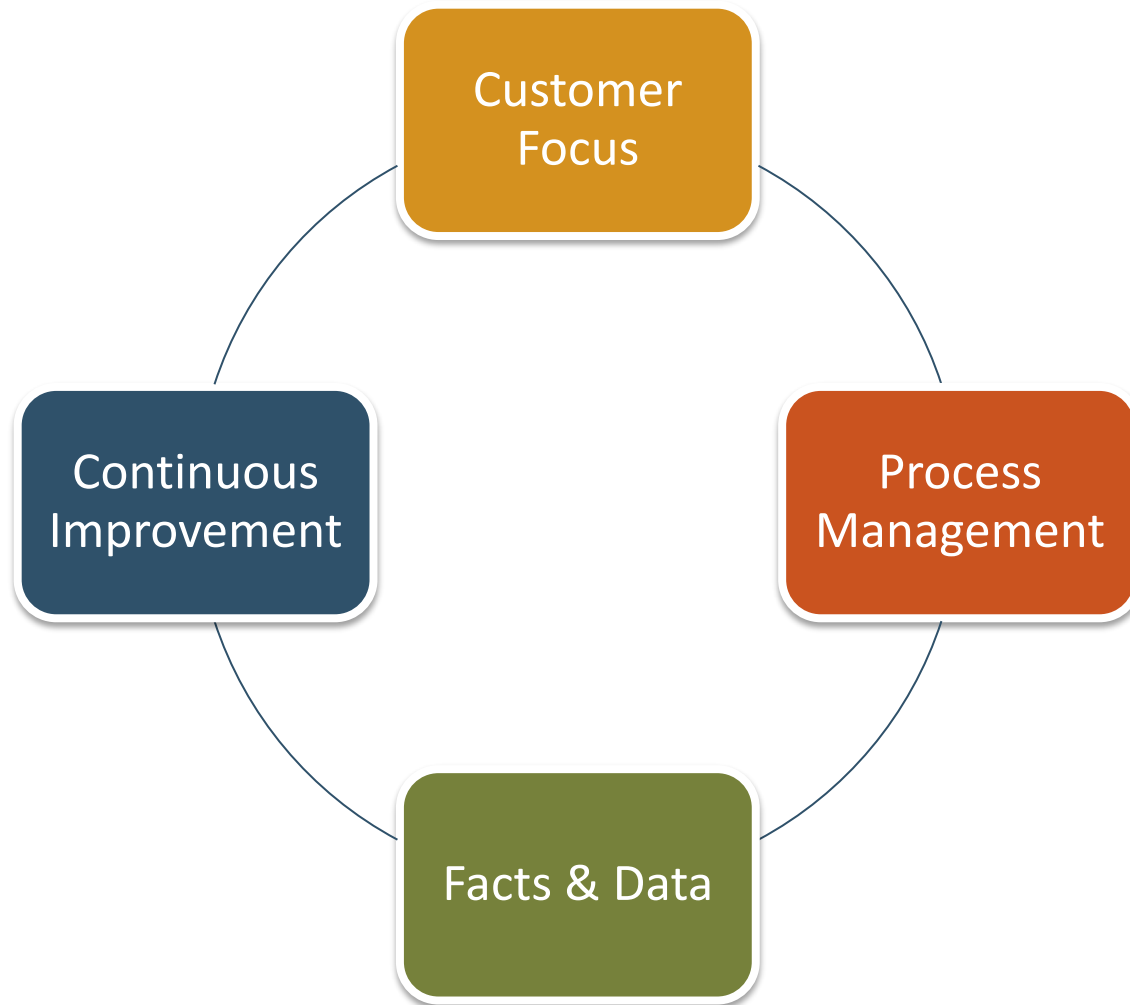 Customer
Focus
Continuous
Improvement
Process
Management
Facts & Data